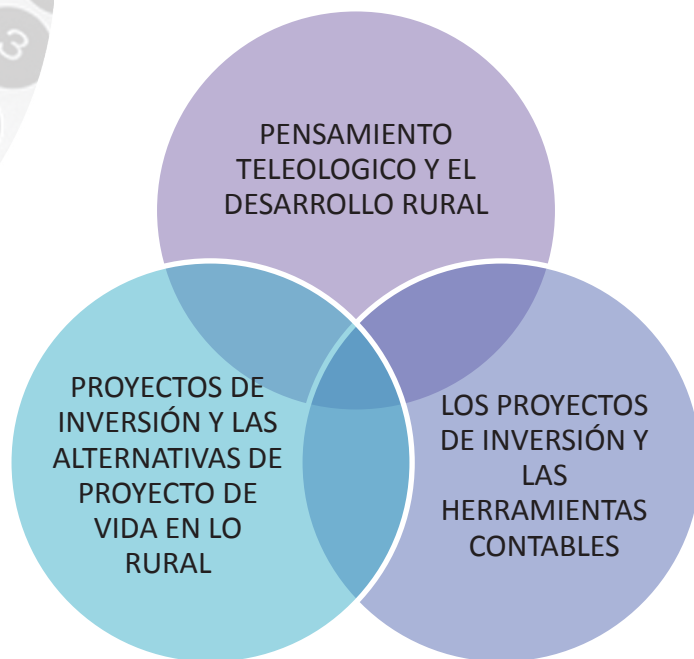 3
PENSAMIENTO
TELEOLOGICO Y EL
DESARROLLO RURAL
PROYECTOS DE
INVERSIÓN Y LAS
ALTERNATIVAS DE
PROYECTO DE
VIDA EN LO
RURAL
LOS PROYECTOS
DE INVERSIÓN Y
LAS
HERRAMIENTAS
CONTABLES